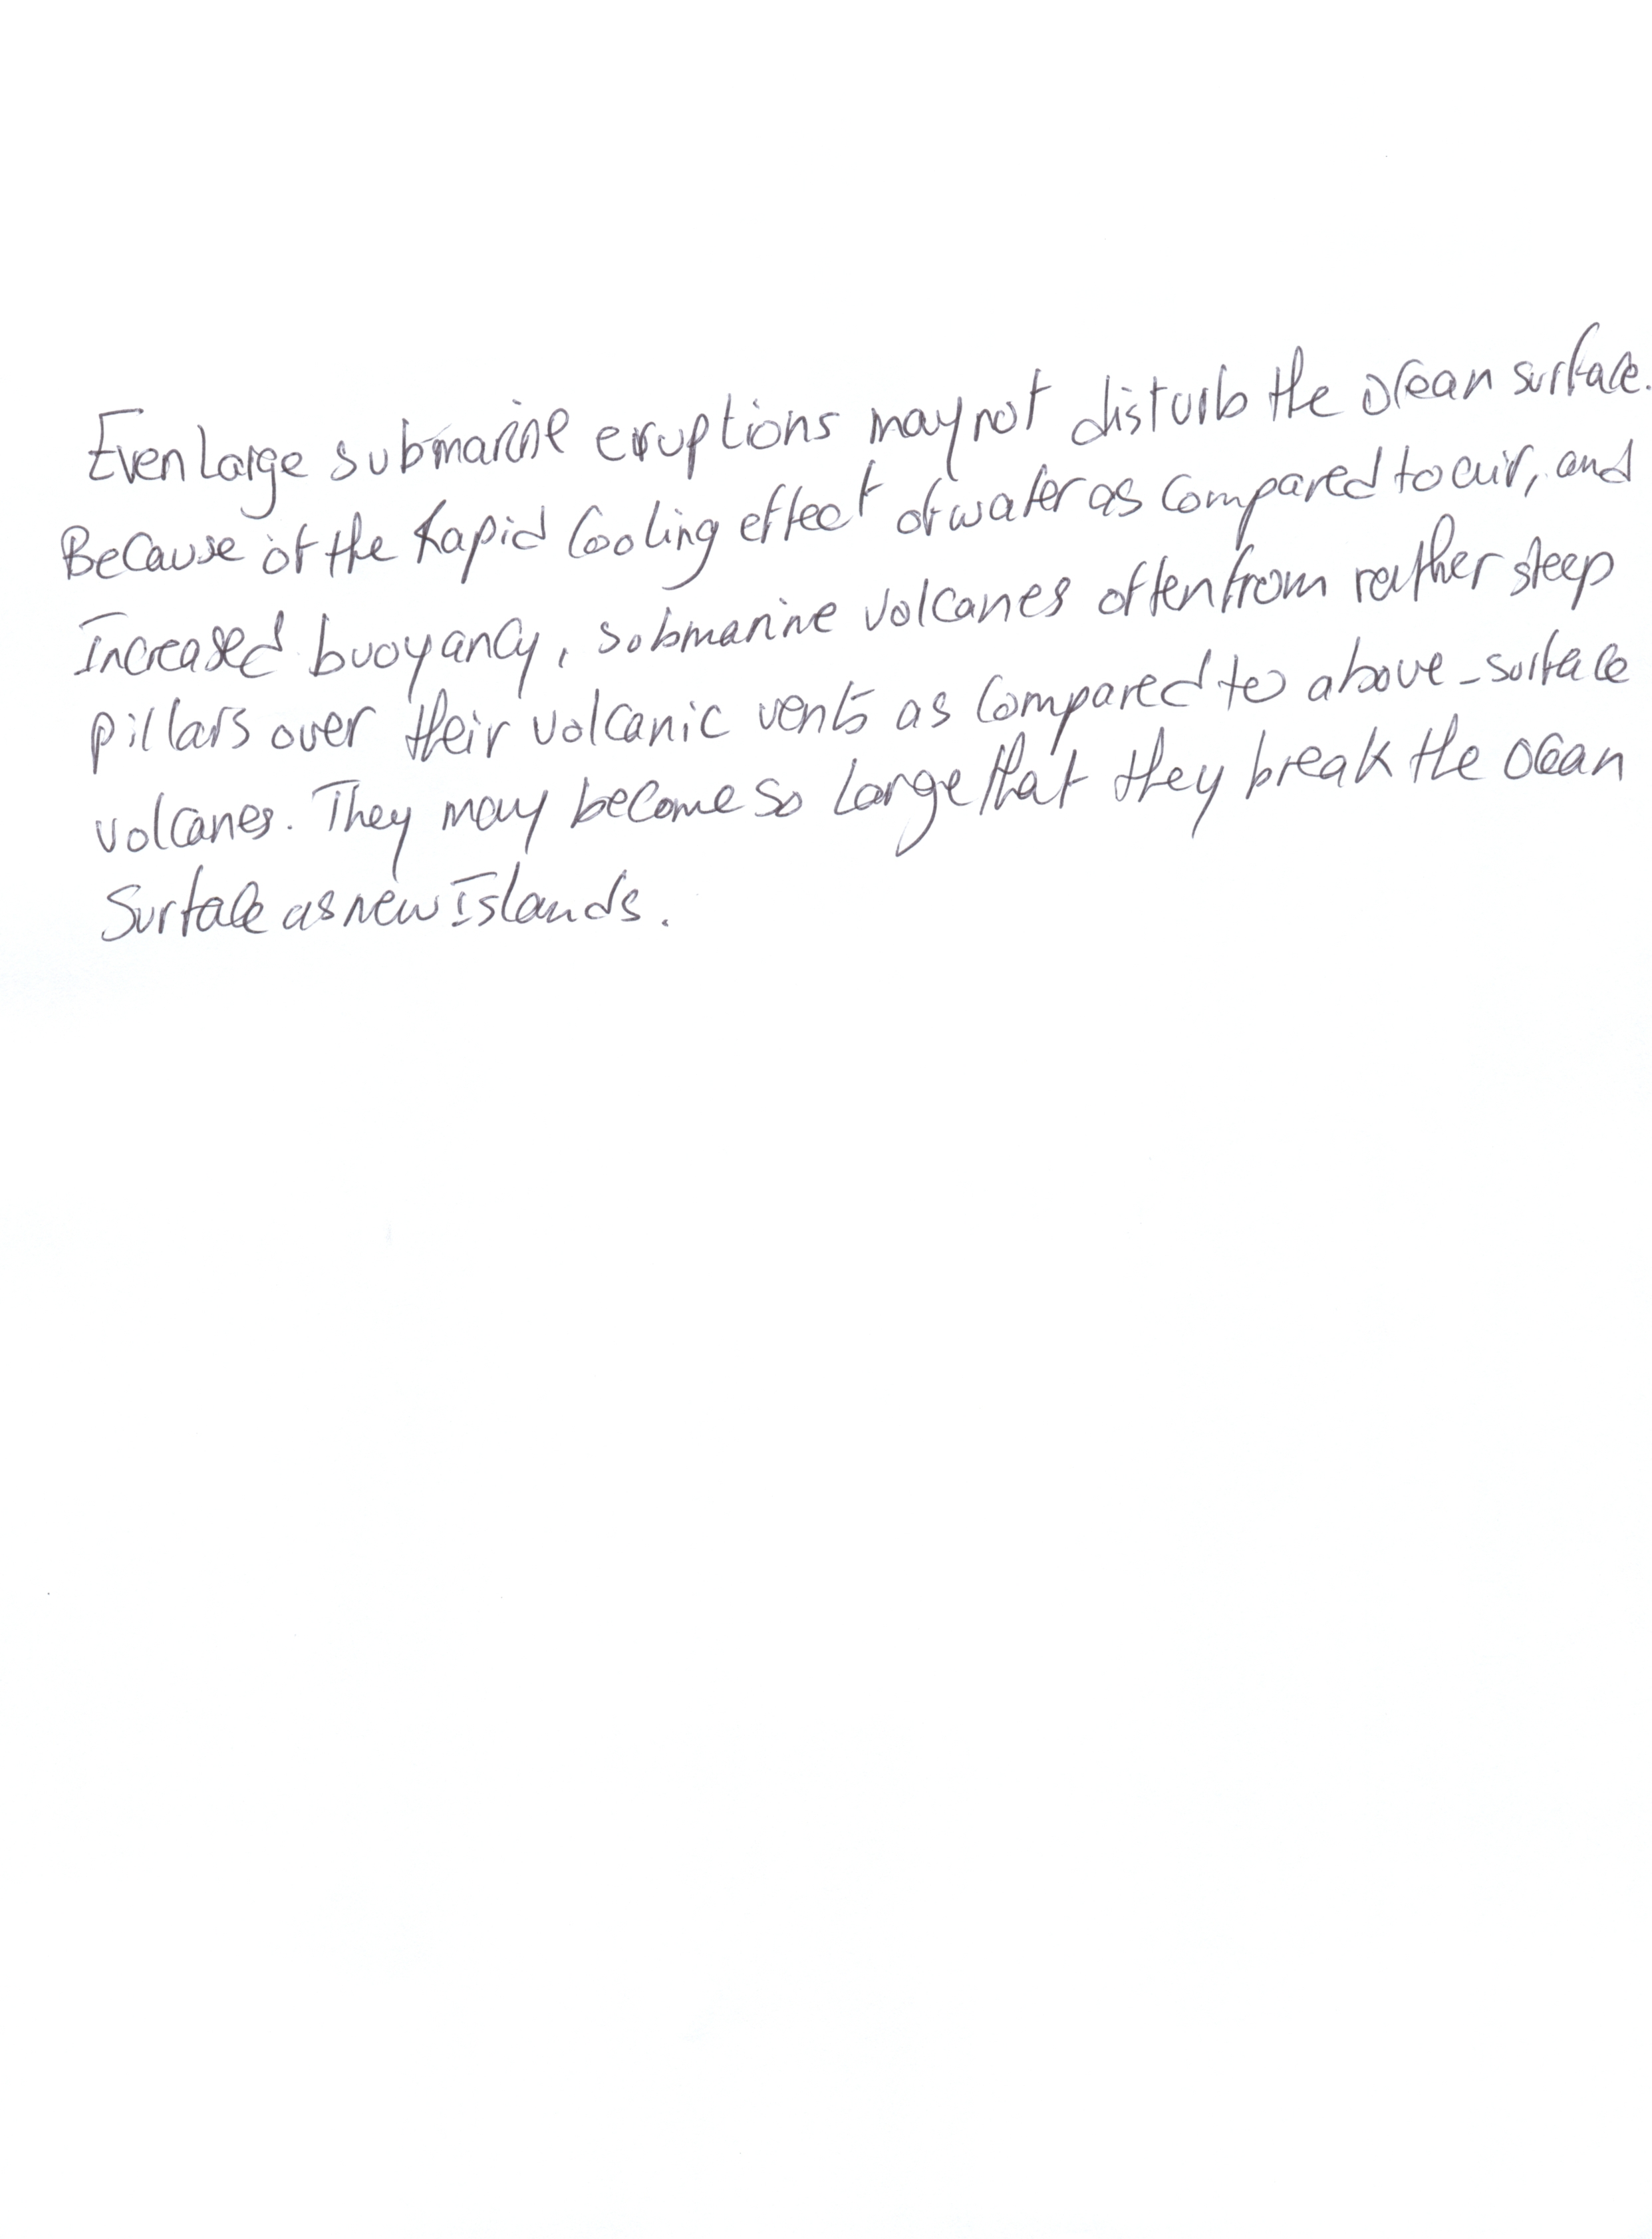 Even Large submarine eruptions may not disturb the ocean surface.
Because of the Rapid Cooling effect of water as compared to air, and
Increased buoyancy, submarine volcanes often from rather steep
pillars over their volcanic vents as compared to above-surface
volcanes. They may become so large that they break the ocean
Surface as new Islands.